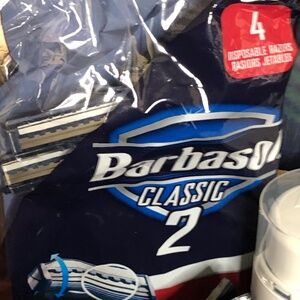 4
DISPOSABLE RAZORS
RASOIRS JETABLES
Barbasol
CLASSIC
2